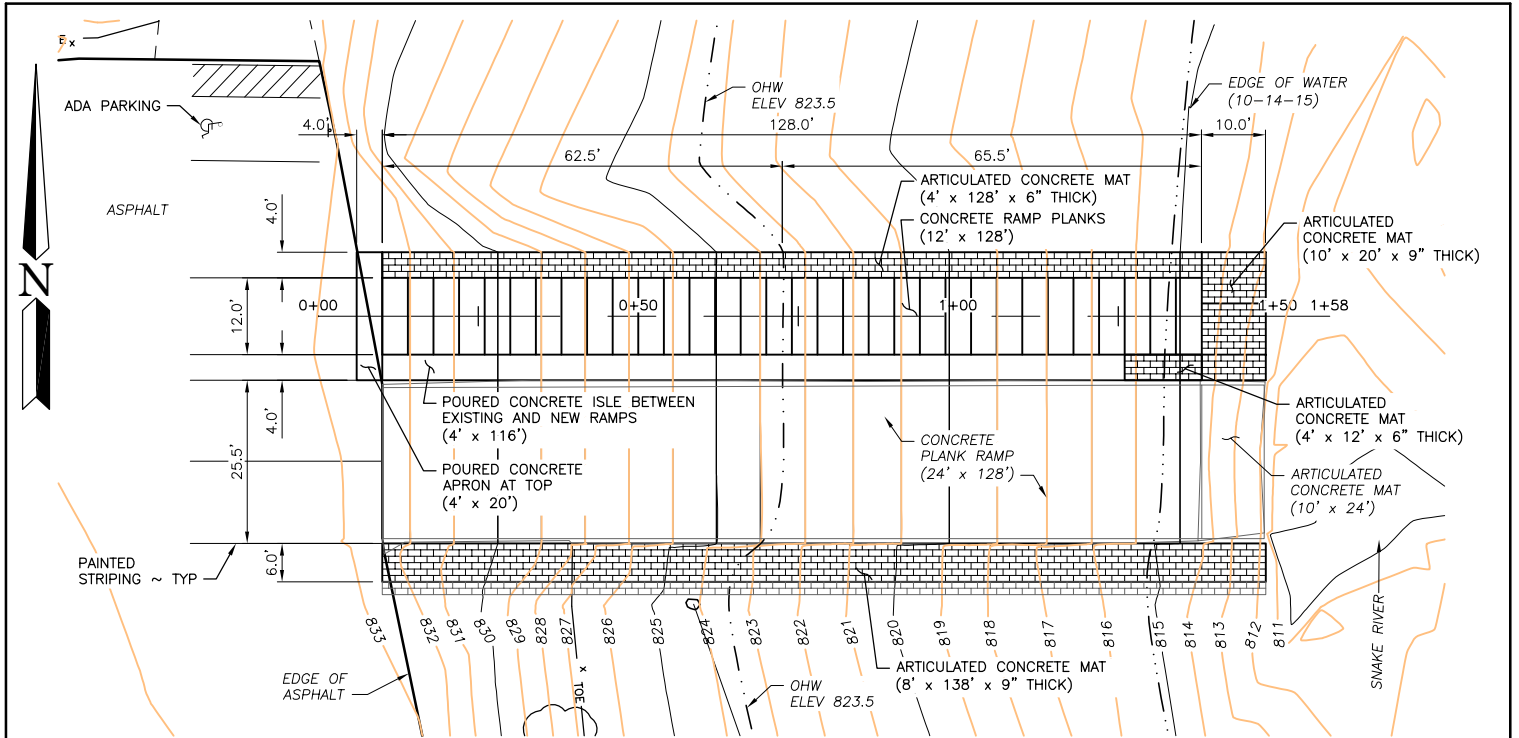 Ex
ADA PARKING
ASPHALT
N
OHW
ELEV 823.5
EDGE OF WATER
(10-14-15)
4.0'
128.0'
10.0'
62.5'
65.5'
4.0'
ARTICULATED CONCRETE MAT
(4' x 128' x 6" THICK)
CONCRETE RAMP PLANKS
(12' x 128')
ARTICULATED
CONCRETE MAT
(10' x 20' x 9" THICK)
12.0'
0+00
0+50
1+00
1+50
1+58
4.0'
25.5'
POURED CONCRETE ISLE BETWEEN
EXISTING AND NEW RAMPS
(4' x 116')
POURED CONCRETE
APRON AT TOP
(4' x 20')
CONCRETE
PLANK RAMP
(24' x 128')
ARTICULATED
CONCRETE MAT
(4' x 12' x 6" THICK)
ARTICULATED
CONCRETE MAT
(10' x 24')
PAINTED
STRIPING ~ TYP
6.0'
833
832
831
830
829
828
827
826
825
824
823
822
821
820
819
818
817
816
815
814
813
812
811
SNAKE RIVER
EDGE OF
ASPHALT
x TOE
OHW
ELEV 823.5
ARTICULATED CONCRETE MAT
(8' x 138' x 9" THICK)